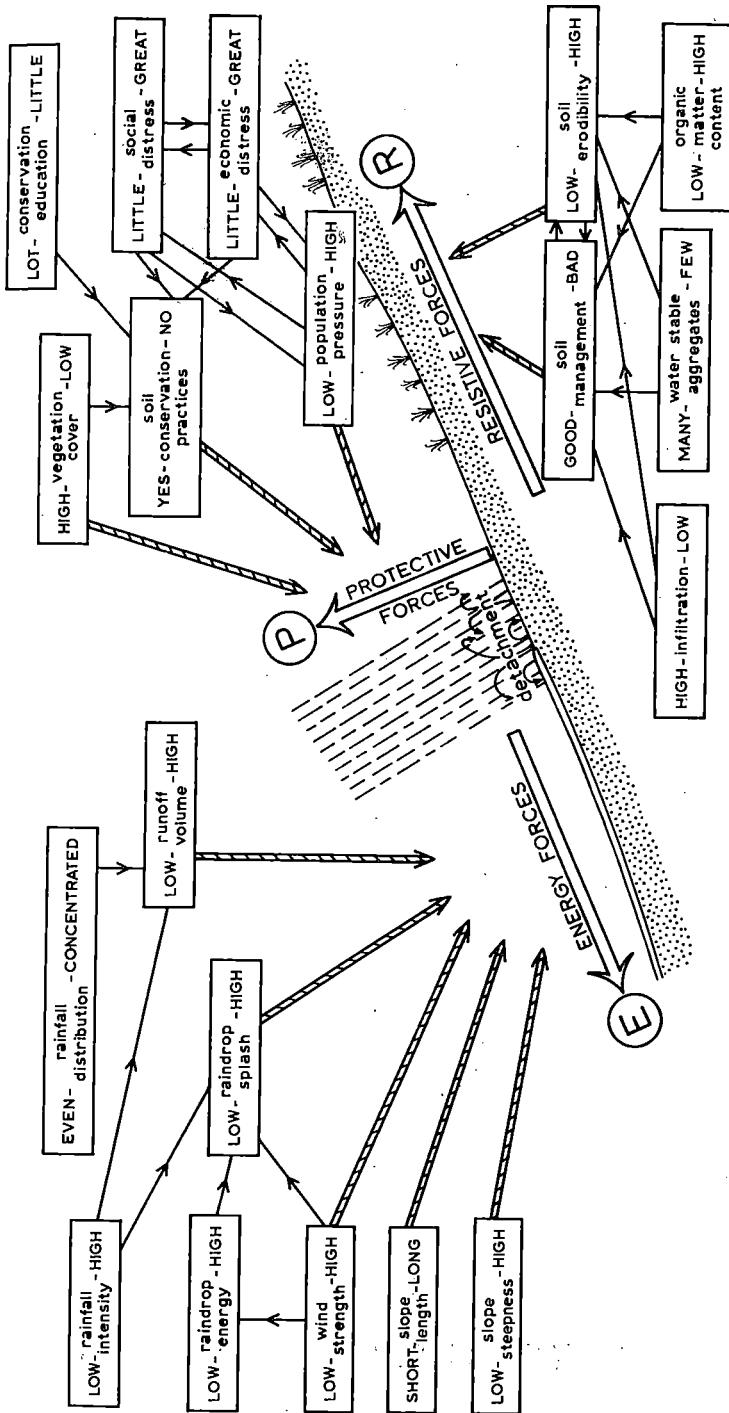 EVEN- rainfall -CONCENTRATED
distribution
LOW- rainfall -HIGH
intensity
LOW- runoff -HIGH
volume
LOW- raindrop -HIGH
splash
LOW- raindrop -HIGH
energy
LOW- wind -HIGH
strength
SHORT- slope -LONG
length
LOW- slope -HIGH
steepness
LOT- conservation -LITTLE
education
HIGH- vegetation -LOW
cover
social
LITTLE- distress -GREAT
soil
YES- conservation - NO
practices
LITTLE- economic -GREAT
distress
LOW- population -HIGH
pressure
P
PROTECTIVE
FORCES
detachment
E
ENERGY FORCES
R
RESISTIVE FORCES
soil
GOOD- management -BAD
soil
LOW- erodibility -HIGH
HIGH- infiltration -LOW
MANY- water stable -FEW
aggregates
organic
LOW- matter -HIGH
content